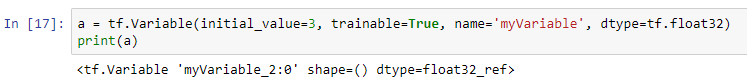 In [17]: a = tf.Variable(initial_value=3, trainable=True, name='myVariable', dtype=tf.float32)
print(a)
<tf.Variable 'myVariable_2:0' shape=() dtype=float32_ref>